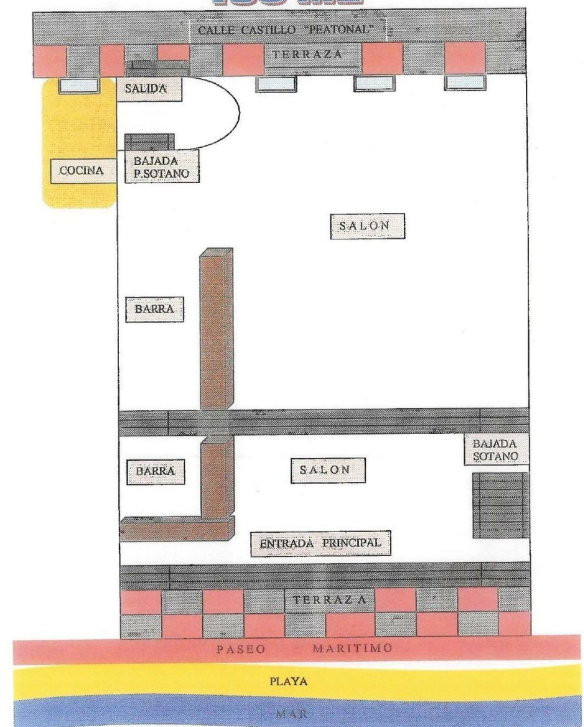 CALLE CASTILLO "PEATONAL"
TERRAZA
SALIDA
COCINA
BAJADA
P.SOTANO
SALON
BARRA
BAJADA
SOTANO
BARRA
SALON
ENTRADA PRINCIPAL
TERRAZA
PASEO MARITIMO
PLAYA
MAR